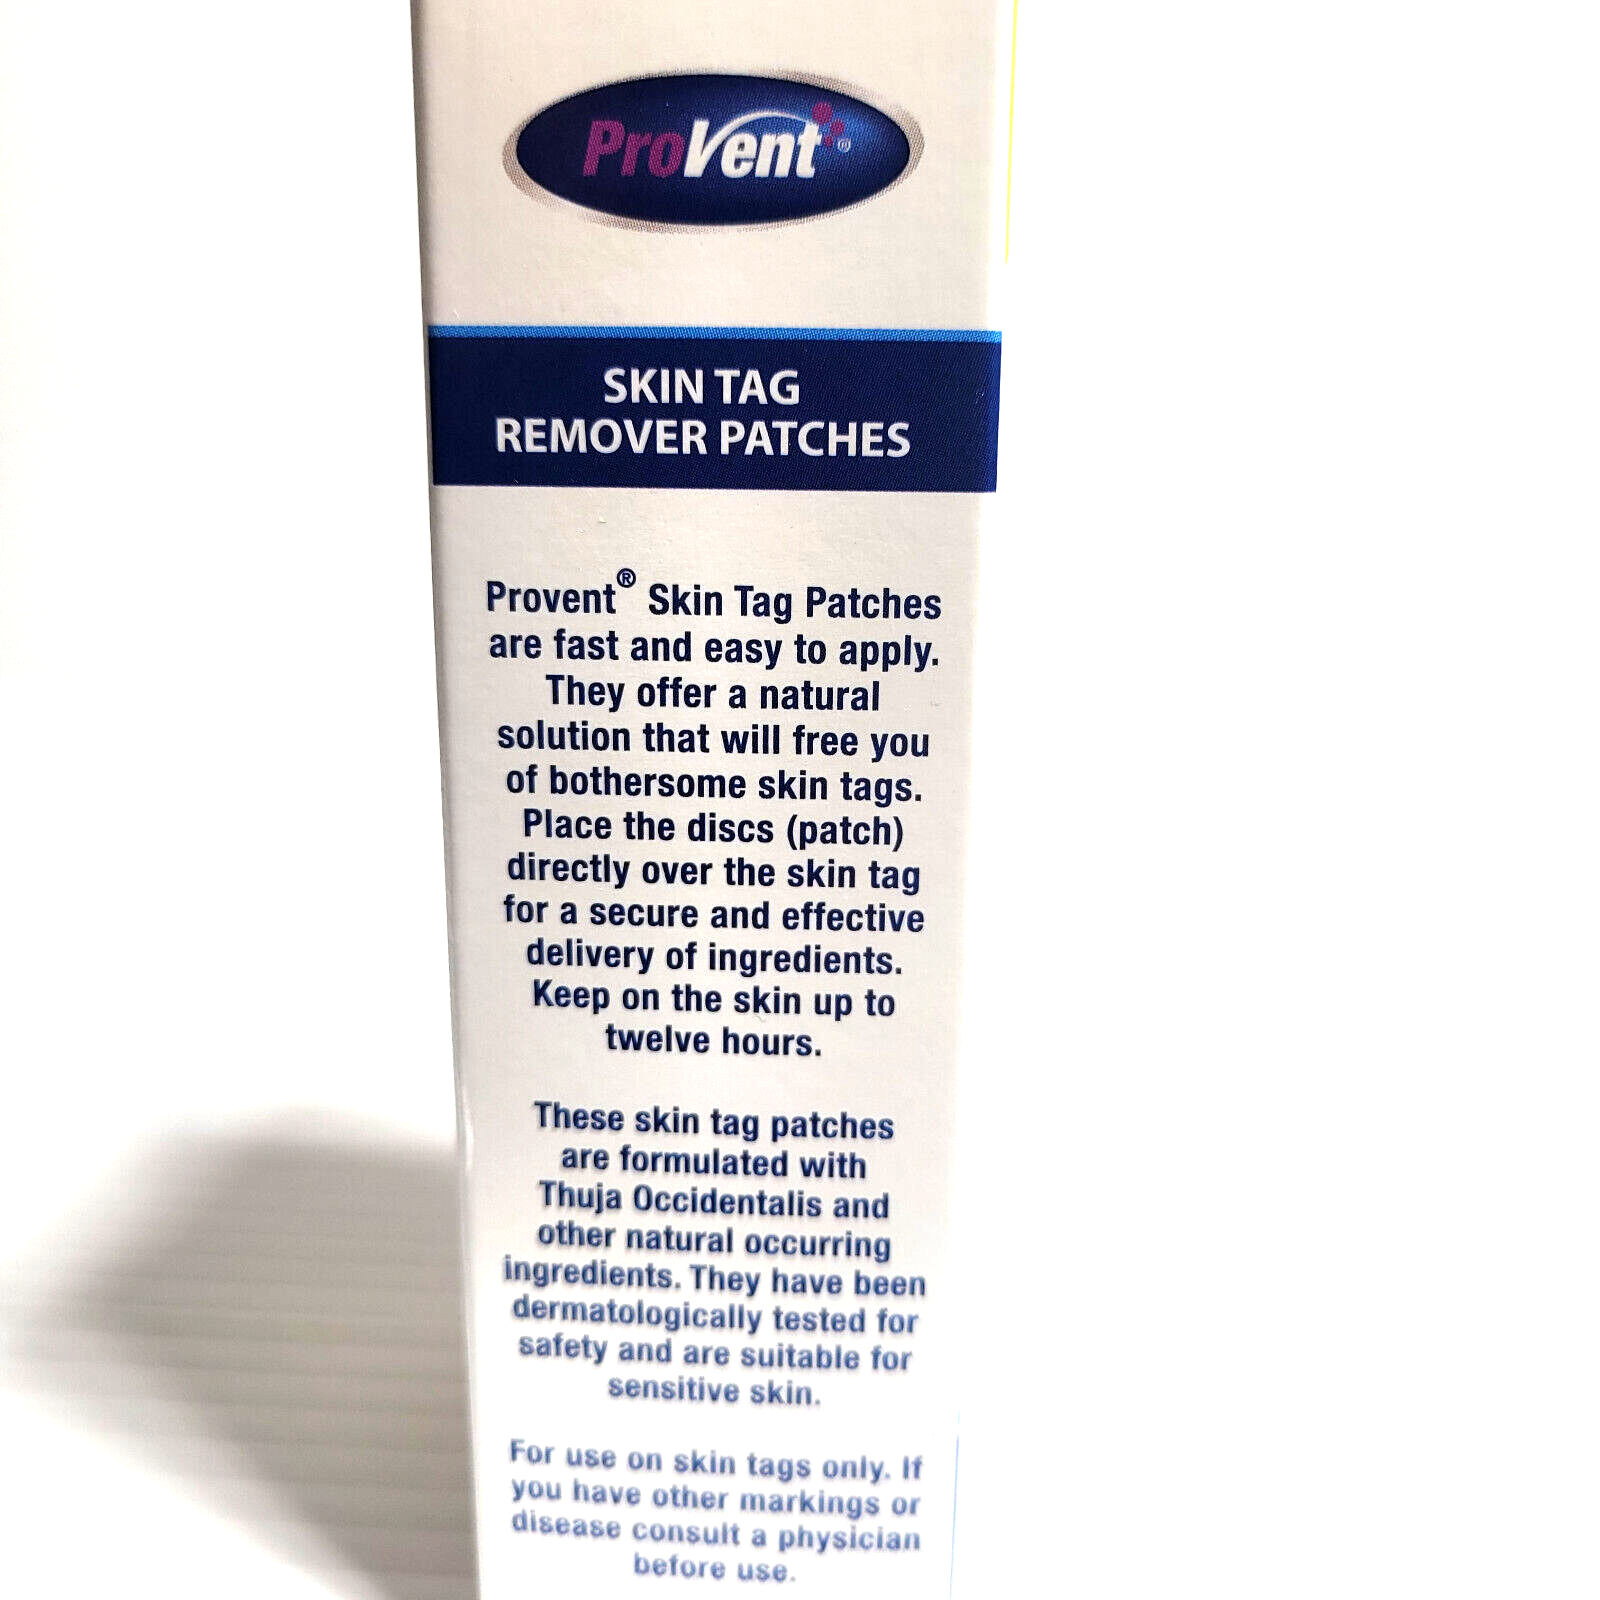 ProVent®
SKIN TAG
REMOVER PATCHES
Provent® Skin Tag Patches
are fast and easy to apply.
They offer a natural
solution that will free you
of bothersome skin tags.
Place the discs (patch)
directly over the skin tag
for a secure and effective
delivery of ingredients.
Keep on the skin up to
twelve hours.
These skin tag patches
are formulated with
Thuja Occidentalis and
other natural occurring
ingredients. They have been
dermatologically tested for
safety and are suitable for
sensitive skin.
For use on skin tags only. If
you have other markings or
disease consult a physician
before use.